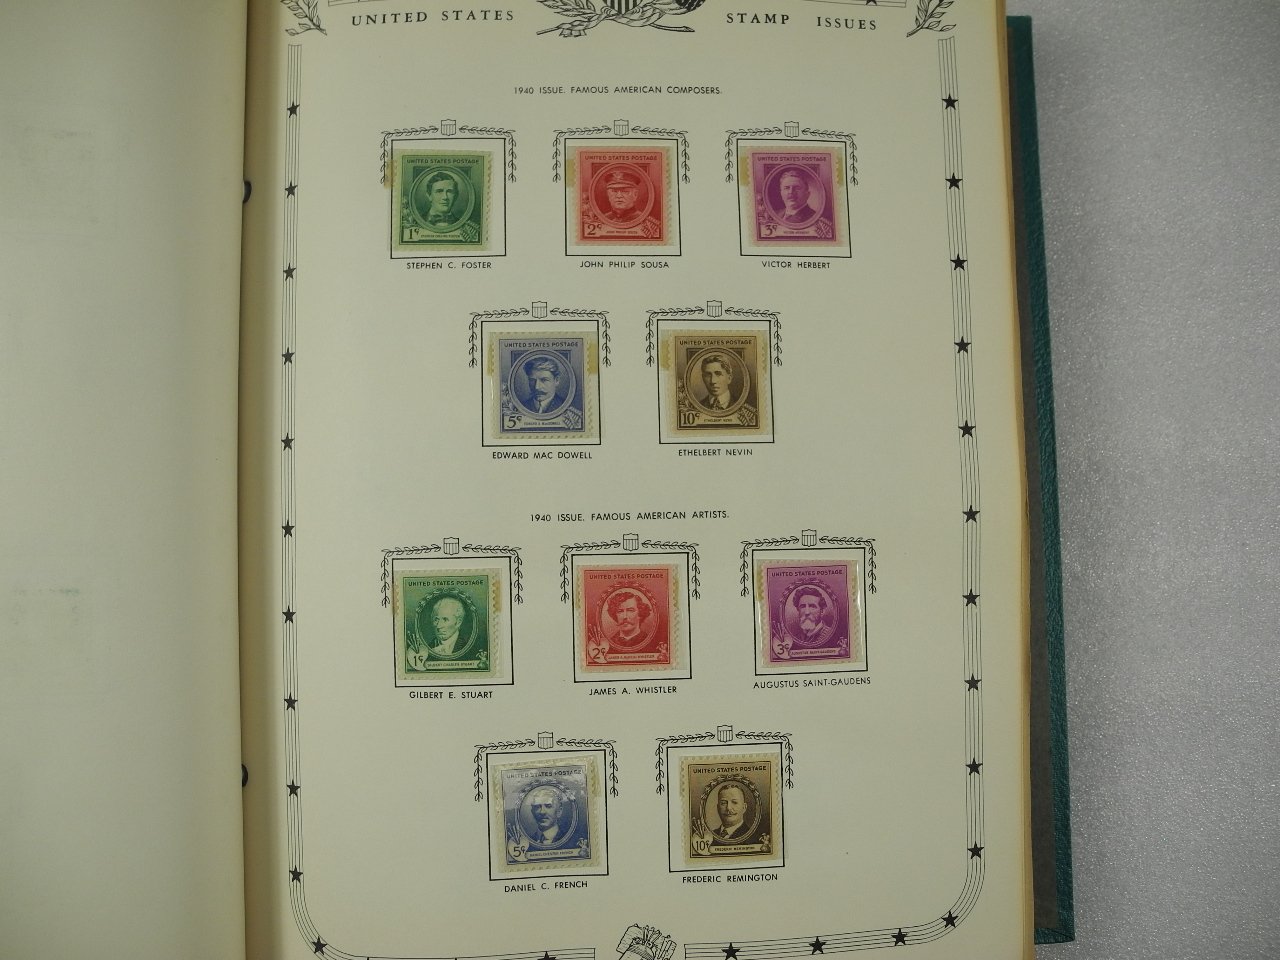 UNITED STATES STAMP ISSUES
1940 ISSUE. FAMOUS AMERICAN COMPOSERS.
UNITED STATES POSTAGE
1¢
UNITED STATES POSTAGE
2¢
UNITED STATES POSTAGE
3¢
STEPHEN C. FOSTER
JOHN PHILIP SOUSA
VICTOR HERBERT
UNITED STATES POSTAGE
5¢
UNITED STATES POSTAGE
10¢
EDWARD MAC DOWELL
ETHELBERT NEVIN
1940 ISSUE. FAMOUS AMERICAN ARTISTS.
UNITED STATES POSTAGE
1¢
UNITED STATES POSTAGE
2¢
UNITED STATES POSTAGE
3¢
GILBERT E. STUART
JAMES A. WHISTLER
AUGUSTUS SAINT-GAUDENS
UNITED STATES POSTAGE
5¢
UNITED STATES POSTAGE
10¢
FREDERIC REMINGTON
DANIEL C. FRENCH
FREDERIC REMINGTON